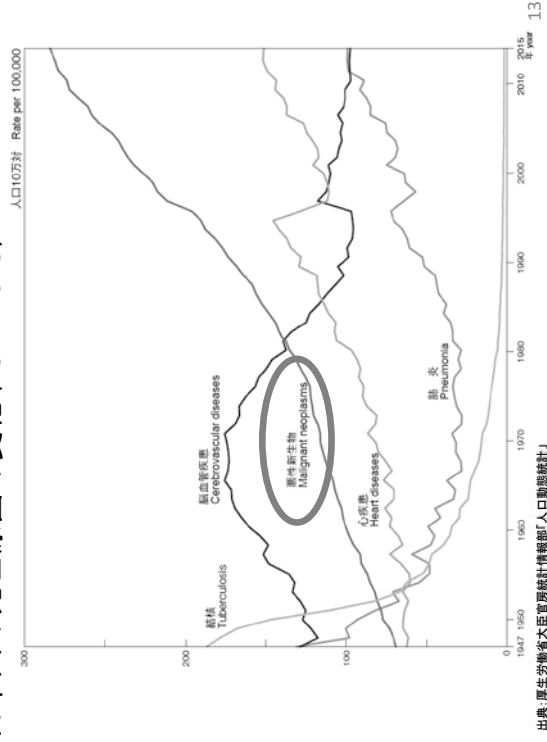 人口10万対 Rate per 100,000
300
200
100
0
結核
Tuberculosis
脳血管疾患
Cerebrovascular diseases
悪性新生物
Malignant neoplasms
心疾患
Heart diseases
肺 炎
Pneumonia
1947
1950
1960
1970
1980
1990
2000
2010
2015
年 year
出典:厚生労働省大臣官房統計情報部「人口動態統計」
13